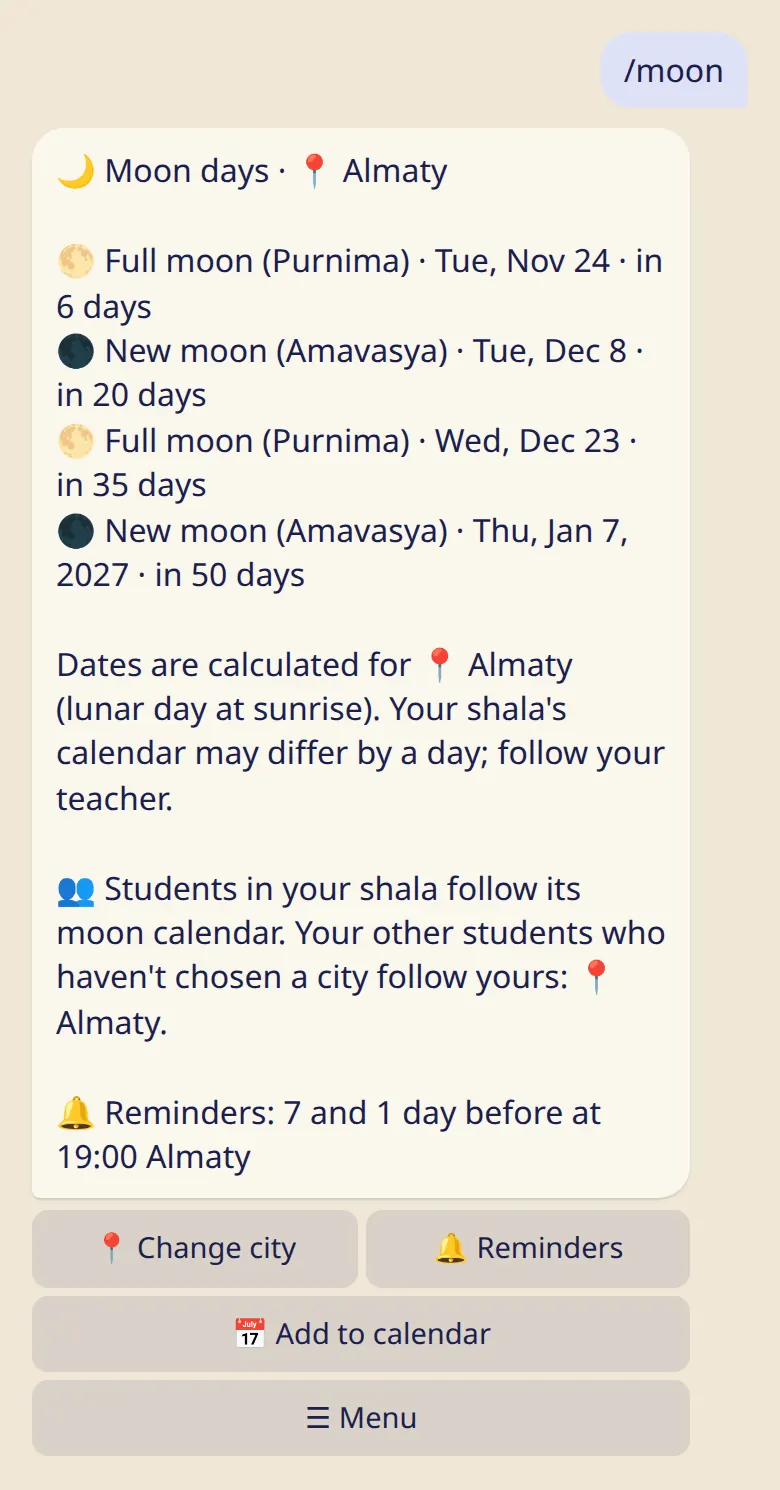 /moon
🌙 Moon days · 📍 Almaty
🌕 Full moon (Purnima) · Tue, Nov 24 · in
6 days
🌑 New moon (Amavasya) · Tue, Dec 8 ·
in 20 days
🌕 Full moon (Purnima) · Wed, Dec 23 ·
in 35 days
🌑 New moon (Amavasya) · Thu, Jan 7,
2027 · in 50 days
Dates are calculated for 📍 Almaty
(lunar day at sunrise). Your shala's
calendar may differ by a day; follow your
teacher.
👥 Students in your shala follow its
moon calendar. Your other students who
haven't chosen a city follow yours: 📍
Almaty.
🔔 Reminders: 7 and 1 day before at
19:00 Almaty
📍 Change city
🔔 Reminders
📅 Add to calendar
☰ Menu